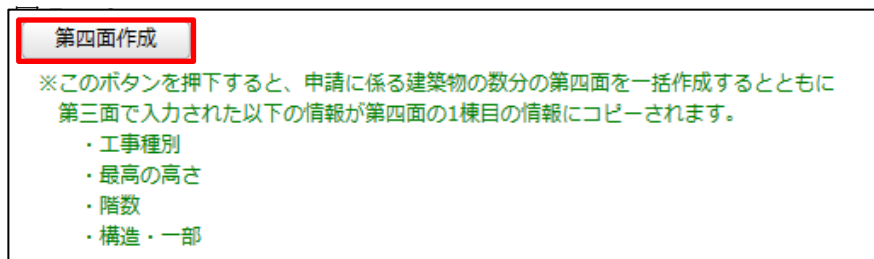 第四面作成
※このボタンを押下すると、申請に係る建築物の数分の第四面を一括作成するとともに
第三面で入力された以下の情報が第四面の1棟目の情報にコピーされます。
・工事種別
・最高の高さ
・階数
・構造・一部